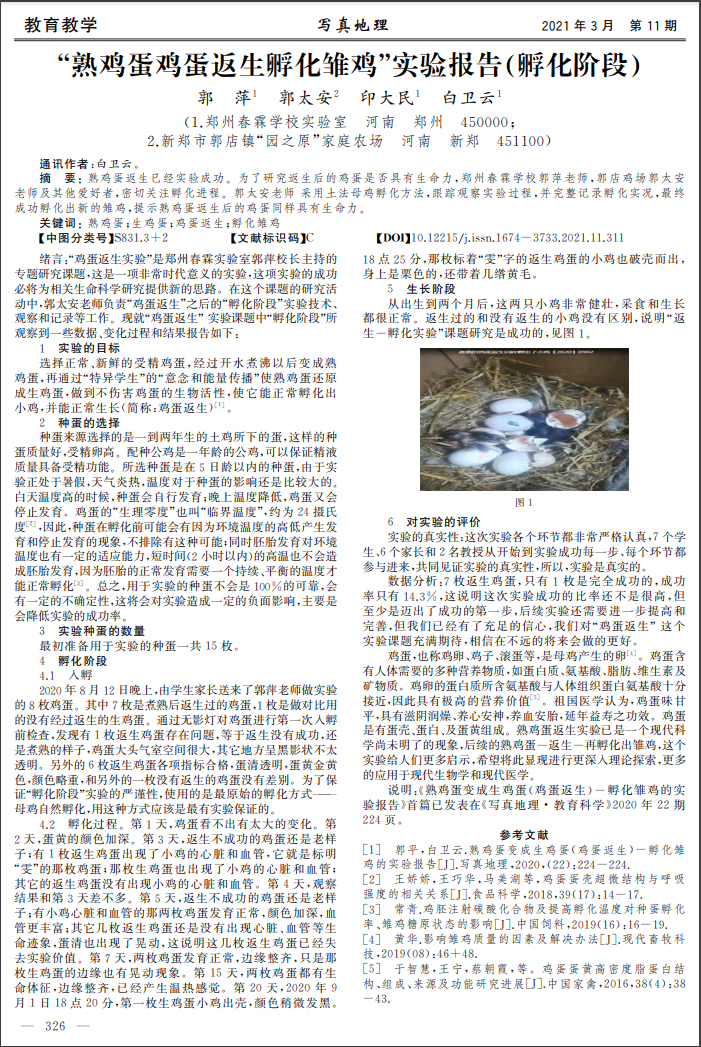 教育教学
写真地理
2021 年 3 月 第 11 期
“熟鸡蛋鸡蛋返生孵化雏鸡”实验报告(孵化阶段)
郭 萍1 郭太安2 印大民1 白卫云1
(1.郑州春霖学校实验室 河南 郑州 450000;
2.新郑市郭店镇“园之原”家庭农场 河南 新郑 451100)
通讯作者:白卫云。
摘 要: 熟鸡蛋返生已经实验成功。为了研究返生后的鸡蛋是否具有生命力,郑州春霖学校郭萍老师,郭店鸡场郭太安
老师及其他爱好者,密切关注孵化进程。郭太安老师 采用土法母鸡孵化方法,跟踪观察实验过程,并完整记录孵化实况,最终
成功孵化出新的雏鸡,提示熟鸡蛋返生后的鸡蛋同样具有生命力。
关键词: 熟鸡蛋;生鸡蛋;鸡蛋返生;孵化雏鸡
【中图分类号】S831.3+2 【文献标识码】C 【DOI】10.12215/j.issn.1674-3733.2021.11.311
绪言:“鸡蛋返生实验”是郑州春霖实验室郭萍校长主持的
专题研究课题,这是一项非常时代意义的实验,这项实验的成功
必将为相关生命科学研究提供新的思路。在这个课题的研究活
动中,郭太安老师负责“鸡蛋返生”之后的“孵化阶段”实验技术、
观察和记录等工作。现就“鸡蛋返生” 实验课题中“孵化阶段”所
观察到一些数据、变化过程和结果报告如下:
1 实验的目标
选择正常、新鲜的受精鸡蛋,经过开水煮沸以后变成熟
鸡蛋,再通过“特异学生”的“意念和能量传播”使熟鸡蛋还原
成生鸡蛋,做到不伤害鸡蛋的生物活性,使它能正常孵化出
小鸡,并能正常生长(简称:鸡蛋返生)[1]。
2 种蛋的选择
种蛋来源选择的是一到两年生的土鸡所下的蛋,这样的种
蛋质量好,受精卵高。配种公鸡是一年龄的公鸡,可以保证精液
质量具备受精功能。所选种蛋是在 5 日龄以内的种蛋,由于实
验正处于暑假,天气炎热,温度对于种蛋的影响还是比较大的。
白天温度高的时候,种蛋会自行发育;晚上温度降低,鸡蛋又会
停止发育。鸡蛋的“生理零度”也叫“临界温度”,约为 24 摄氏
度[2],因此,种蛋在孵化前可能会有因为环境温度的高低产生发
育和停止发育的现象,不排除有这种可能;同时胚胎发育对环境
温度也有一定的适应能力,短时间(2 小时以内)的高温也不会造
成胚胎发育,因为胚胎的正常发育需要一个持续、平衡的温度才
能正常孵化[3]。总之,用于实验的种蛋不会是100%的可靠,会
有一定的不确定性,这将会对实验造成一定的负面影响,主要是
会降低实验的成功率。
3 实验种蛋的数量
最初准备用于实验的种蛋一共 15 枚。
4 孵化阶段
4.1 入孵
2020 年 8 月 12 日晚上,由学生家长送来了郭萍老师做实验
的 8 枚鸡蛋。其中 7 枚是煮熟后返生过的鸡蛋,1 枚是做对比用
的没有经过返生的生鸡蛋。通过无影灯对鸡蛋进行第一次入孵
前检查,发现有 1 枚返生鸡蛋存在问题,等于返生没有成功,还
是煮熟的样子,鸡蛋大头气室空间很大,其它地方呈黑影状不太
透明。另外的 6 枚返生鸡蛋各项指标合格,蛋清透明,蛋黄金黄
色,颜色略重,和另外的一枚没有返生的鸡蛋没有差别。为了保
证“孵化阶段”实验的严谨性,使用的是最原始的孵化方式——
母鸡自然孵化,用这种方式应该是最有实验保证的。
4.2 孵化过程。第 1 天,鸡蛋看不出有太大的变化。第
2 天,蛋黄的颜色加深。第 3 天,返生不成功的鸡蛋还是老样
子;有 1 枚返生鸡蛋出现了小鸡的心脏和血管,它就是标明
“雯”的那枚鸡蛋;那枚生鸡蛋也出现了小鸡的心脏和血管;
其它的返生鸡蛋没有出现小鸡的心脏和血管。第 4 天,观察
结果和第 3 天差不多。第 5 天,返生不成功的鸡蛋还是老样
子;有小鸡心脏和血管的那两枚鸡蛋发育正常,颜色加深,血
管更丰富;其它几枚返生鸡蛋还是没有出现心脏、血管等生
命迹象,蛋清也出现了晃动,这说明这几枚返生鸡蛋已经失
去实验价值。第 7 天,两枚鸡蛋发育正常,边缘整齐,只是那
枚生鸡蛋的边缘也有晃动现象。第 15 天,两枚鸡蛋都有生
命体征,边缘整齐,已经产生温热感觉。第 20 天,2020 年 9
月 1 日 18 点 20 分,第一枚生鸡蛋小鸡出壳,颜色稍微发黑。
18 点 25 分,那枚标有“雯”字的返生鸡蛋的小鸡也破壳而出,
身上是栗色的,还带着几绺黄毛。
5 生长阶段
从出生到两个月后,这两只小鸡非常健壮,采食和生长
都很正常。返生过的和没有返生的小鸡没有区别,说明“返
生—孵化实验”课题研究是成功的,见图 1。
图 1
6 对实验的评价
实验的真实性:这次实验各个环节都非常严格认真,7 个学
生、6 个家长和 2 名教授从开始到实验成功每一步、每个环节都
参与进来,共同见证实验的真实性,所以,实验是真实的。
数据分析:7 枚返生鸡蛋,只有 1 枚是完全成功的,成功
率只有 14.3%,这说明这次实验成功的比率还不是很高,但
至少是迈出了成功的第一步,后续实验还需要进一步提高和
完善,但我们已经有了充足的信心,我们对“鸡蛋返生” 这个
实验课题充满期待,相信在不远的将来会做的更好。
鸡蛋,也称鸡卵、鸡子、滚蛋等,是母鸡产生的卵[4]。鸡蛋含
有人体需要的多种营养物质,如蛋白质、氨基酸、脂肪、维生素及
矿物质。鸡卵的蛋白质所含氨基酸与人体组织蛋白氨基酸十分
接近,因此具有极高的营养价值[5]。祖国医学认为,鸡蛋味甘
平,具有滋阴润燥、养心安神,养血安胎,延年益寿之功效。鸡蛋
是有蛋壳、蛋白、及蛋黄组成。熟鸡蛋返生实验已是一个现代科
学尚未明了的现象,后续的熟鸡蛋—返生—再孵化出雏鸡,这个
实验给人们更多启示,希望将此显现进行更深入理论探索,更多
的应用于现代生物学和现代医学。
说明:《熟鸡蛋变成生鸡蛋(鸡蛋返生)—孵化雏鸡的实
验报告》首篇已发表在《写真地理·教育科学》2020 年 22 期
224 页。
参考文献
[1] 郭平,白卫云.熟鸡蛋变成生鸡蛋(鸡蛋返生)—孵化雏
鸡的实验报告[J].写真地理,2020,(22):224-224.
[2] 王娇娇,王巧华,马美湖等,鸡蛋蛋壳超微结构与呼吸
强度的相关关系[J].食品科学,2018,39(17):14-17.
[3] 常青.鸡胚注射碳酸化合物及提高孵化温度对种蛋孵化
率、雏鸡糖原状态的影响[J].中国饲料,2019(16):16-19.
[4] 黄华.影响雏鸡质量的因素及解决办法[J].现代畜牧科
技,2019(08):46+48.
[5] 于智慧,王宁,蔡朝霞,等。鸡蛋蛋黄高密度脂蛋白结
构、组成、来源及功能研究进展[J].中国家禽,2016,38(4):38
-43.
— 326 —